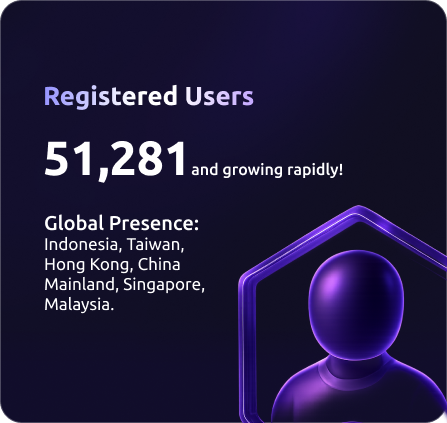 Registered Users
51,281 and growing rapidly!
Global Presence:
Indonesia, Taiwan,
Hong Kong, China
Mainland, Singapore,
Malaysia.